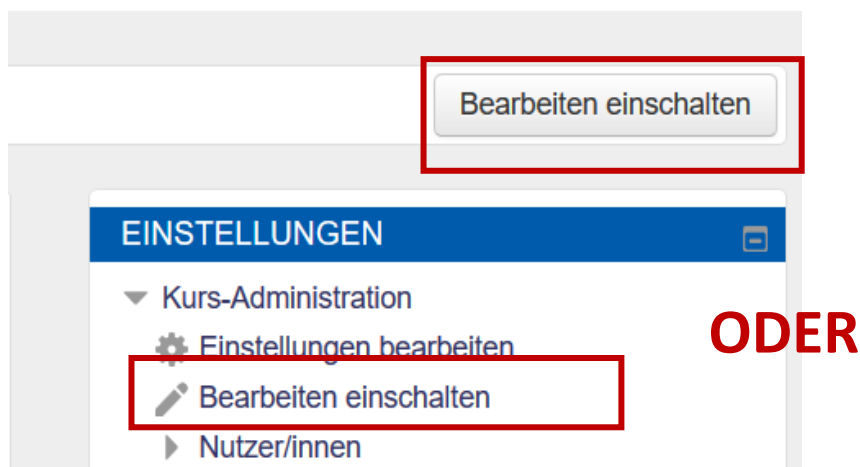 Bearbeiten einschalten
EINSTELLUNGEN
Kurs-Administration
ODER
Einstellungen bearbeiten
Bearbeiten einschalten
Nutzer/innen